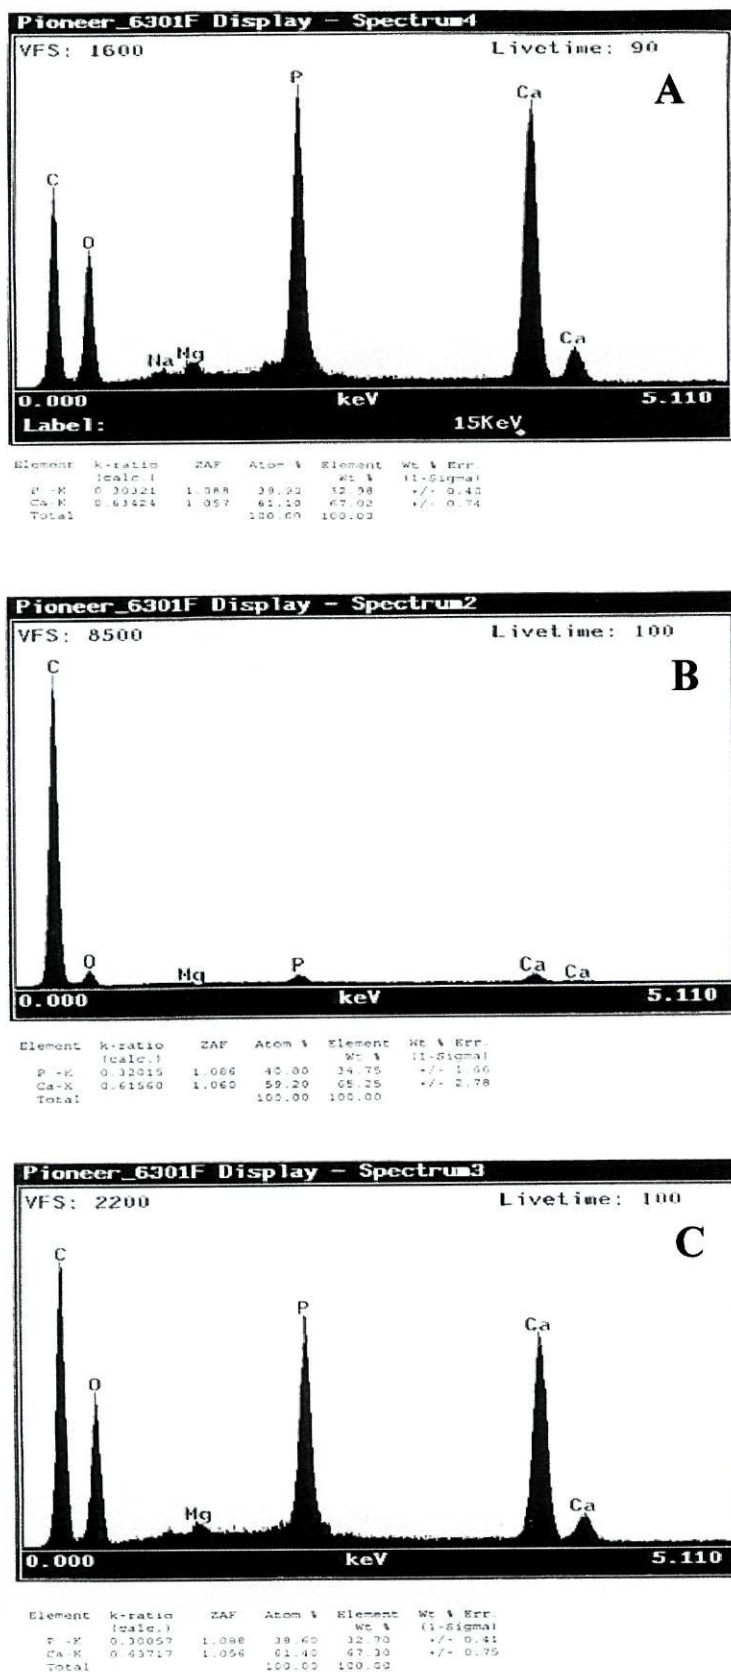 Pioneer_6301F Display - Spectrum4
VFS: 1600 Livetime: 90
A
P
Ca
C
O
Na Mg
Ca
0.000 keV 5.110
Label: 15KeV
Element k-ratio ZAF Atom % Element Wt % Err.
(calc.) Wt % (1-Sigma)
P -K 0.30321 1.088 38.90 32.98 +/- 0.40
Ca-K 0.63424 1.057 61.10 67.02 +/- 0.74
Total 100.00 100.00
Pioneer_6301F Display - Spectrum2
VFS: 8500 Livetime: 100
B
C
O Mg P Ca Ca
0.000 keV 5.110
Element k-ratio ZAF Atom % Element Wt % Err.
(calc.) Wt % (1-Sigma)
P -K 0.32015 1.086 40.80 34.75 +/- 1.66
Ca-K 0.61560 1.060 59.20 65.25 +/- 2.78
Total 100.00 100.00
Pioneer_6301F Display - Spectrum3
VFS: 2200 Livetime: 100
C
C
P
Ca
O
Mg
Ca
0.000 keV 5.110
Element k-ratio ZAF Atom % Element Wt % Err.
(calc.) Wt % (1-Sigma)
P -K 0.30057 1.088 38.60 32.70 +/- 0.41
Ca-K 0.63717 1.056 61.40 67.30 +/- 0.75
Total 100.00 100.00